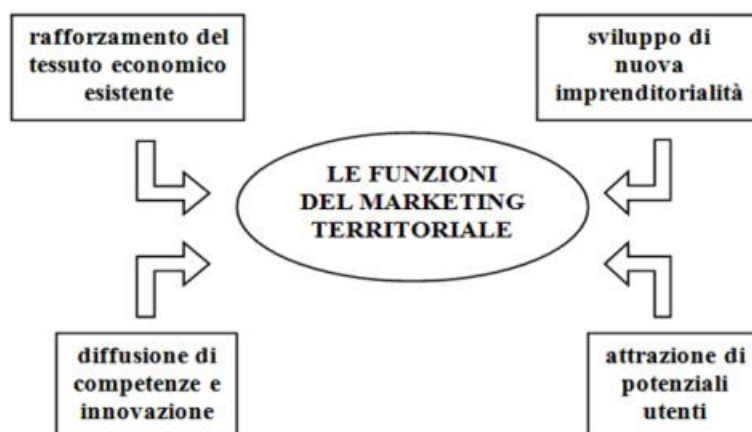 rafforzamento del
tessuto economico
esistente
sviluppo di
nuova
imprenditorialità
LE FUNZIONI
DEL MARKETING
TERRITORIALE
diffusione di
competenze e
innovazione
attrazione di
potenziali
utenti